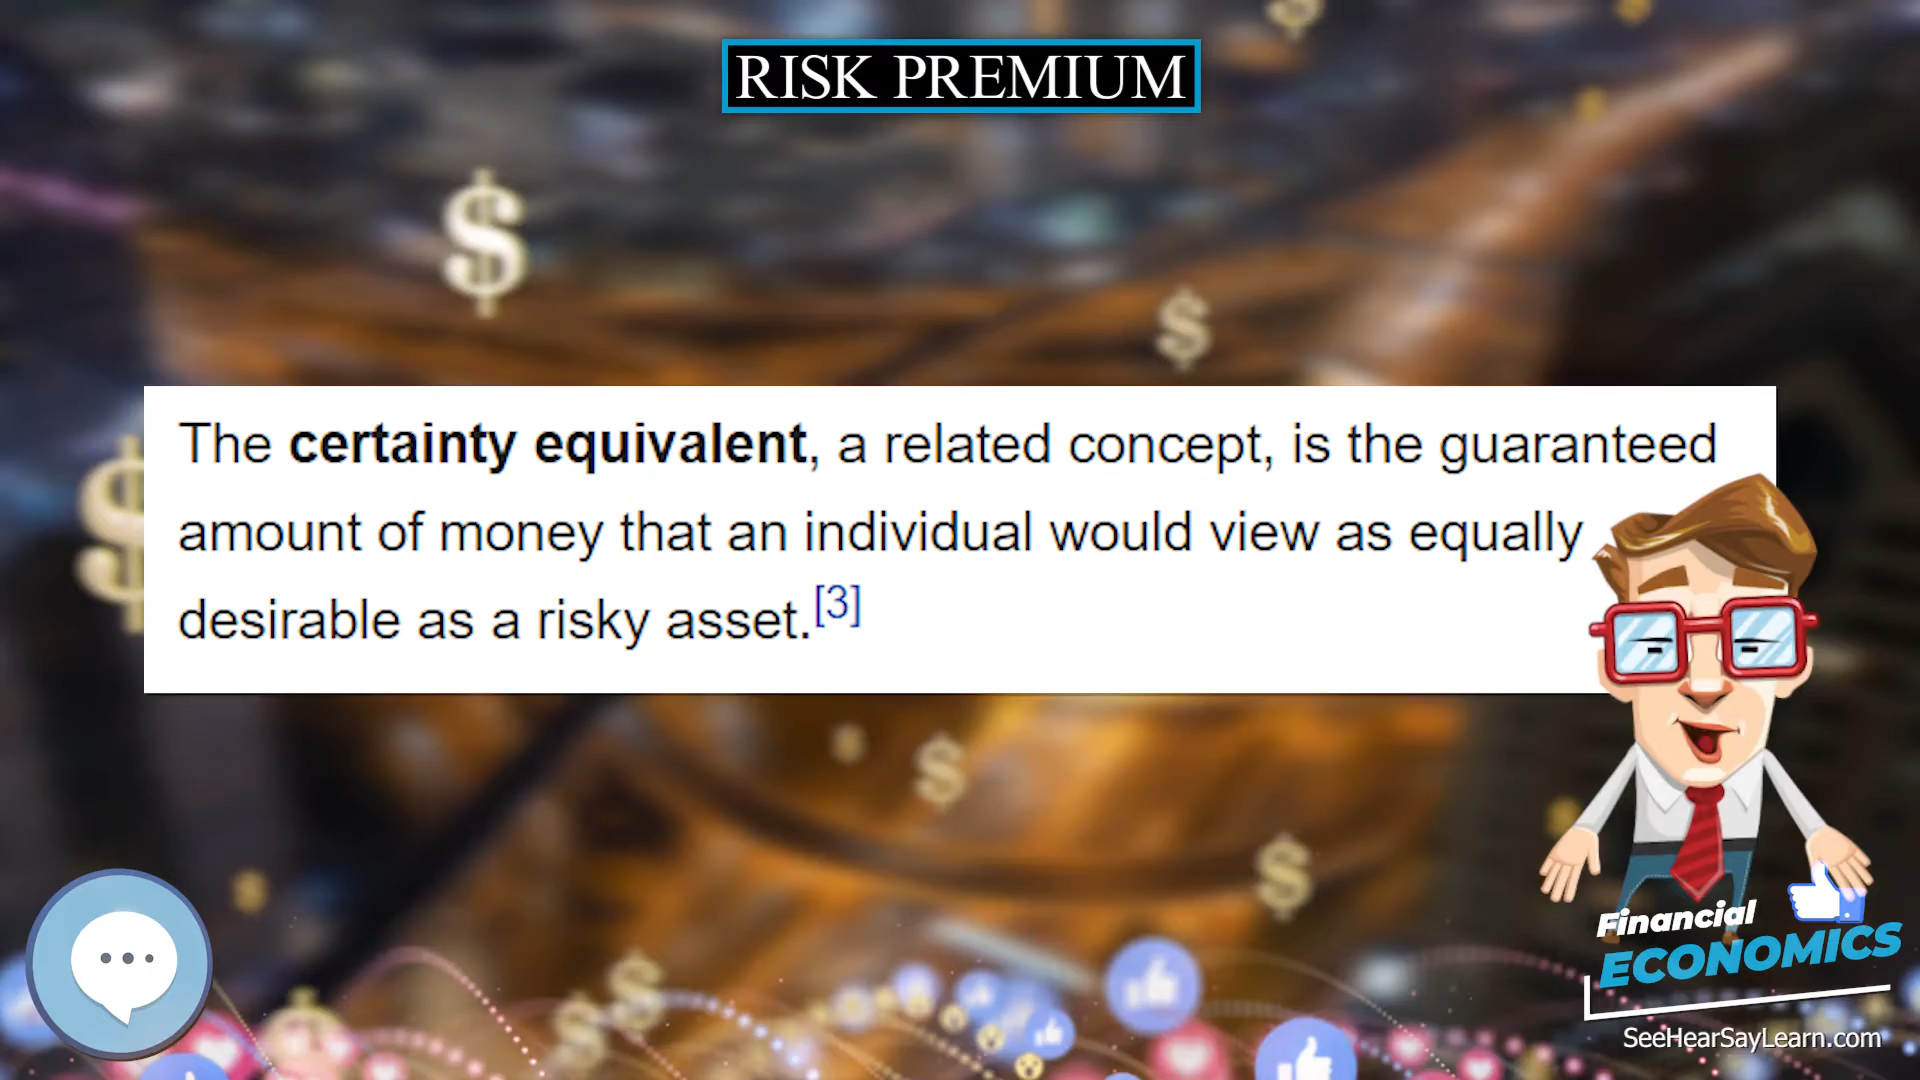 RISK PREMIUM
The certainty equivalent, a related concept, is the guaranteed
amount of money that an individual would view as equally
desirable as a risky asset.[3]
Financial
ECONOMICS
SeeHearSayLearn.com